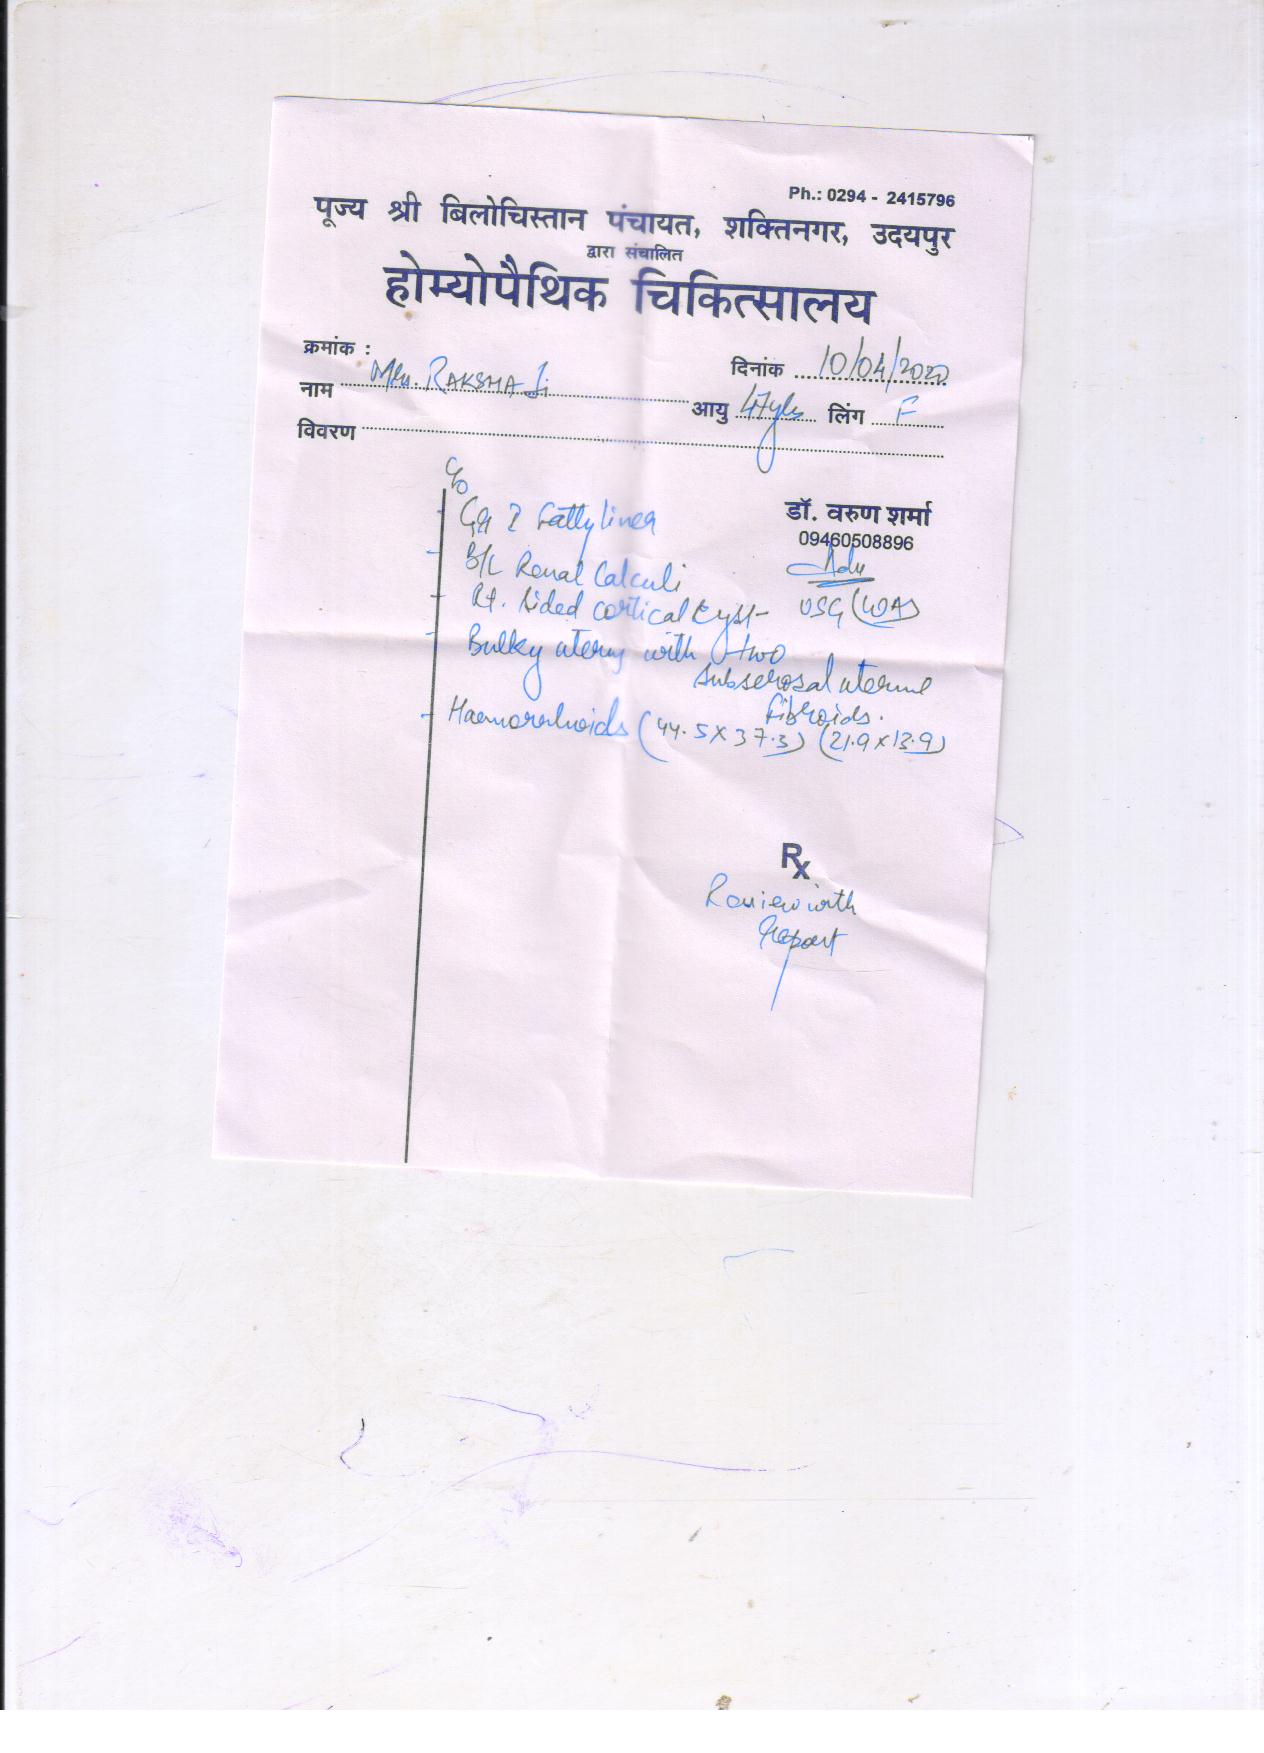 Ph.: 0294 - 2415796
पूज्य श्री बिलोचिस्तान पंचायत, शक्तिनगर, उदयपुर
द्वारा संचालित
होम्योपैथिक चिकित्सालय
क्रमांक :
दिनांक 10/04/2022
नाम Mrs. RAKSHA Ji
आयु 47yrs लिंग F
विवरण
C/o
Gr I Fatty liver
B/L Renal Calculi
Rt. sided cortical cyst
Bulky uterus with two
subserosal uterine
fibroids.
Haemorrhoids (44.5 x 37.3) (21.9 x 13.9)
डॉ. वरुण शर्मा
09460508896
Adv
USG (WA)
Rx
Review with
report